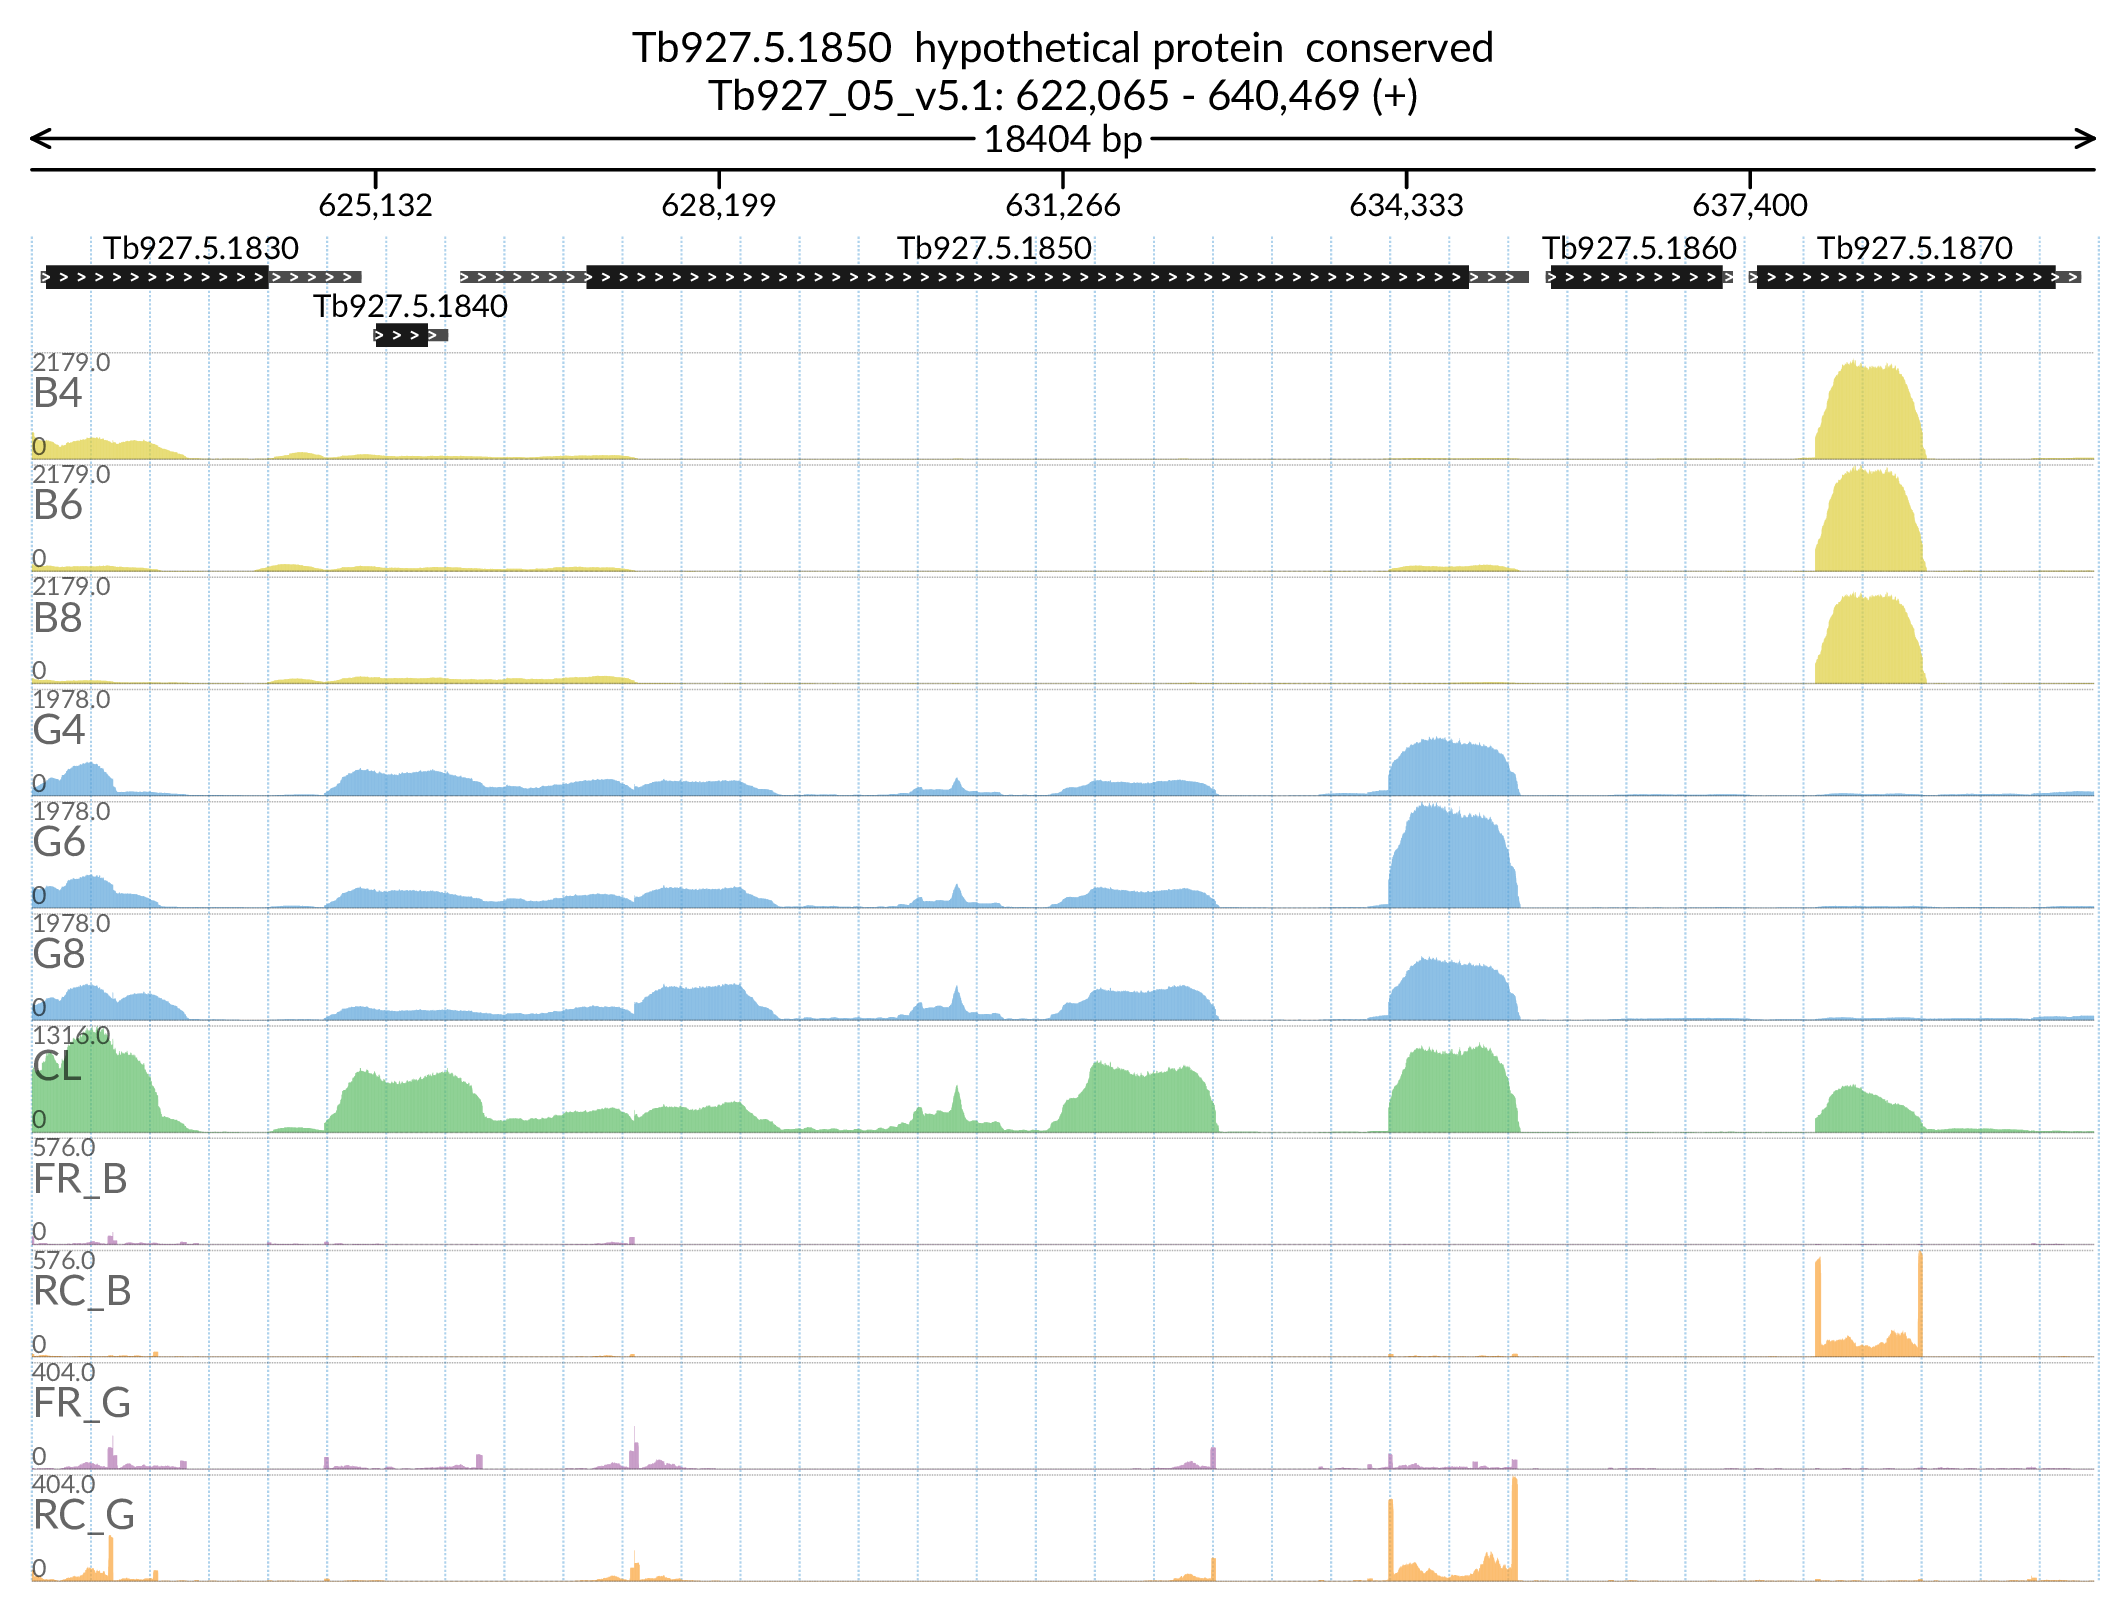 Tb927.5.1850  hypothetical protein  conserved
Tb927_05_v5.1: 622,065 - 640,469 (+)
18404 bp
625,132 628,199 631,266 634,333 637,400
Tb927.5.1830 Tb927.5.1850 Tb927.5.1860 Tb927.5.1870
Tb927.5.1840
2179.0
B4
0
2179.0
B6
0
2179.0
B8
0
1978.0
G4
0
1978.0
G6
0
1978.0
G8
0
1316.0
CL
0
576.0
FR_B
0
576.0
RC_B
0
404.0
FR_G
0
404.0
RC_G
0